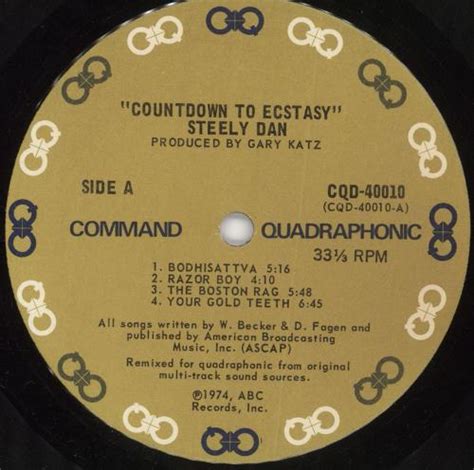 "COUNTDOWN TO ECSTASY"
STEELY DAN
PRODUCED BY GARY KATZ
SIDE A
CQD-40010
(CQD-40010-A)
COMMAND QUADRAPHONIC
33⅓ RPM
1. BODHISATTVA 5:16
2. RAZOR BOY 4:10
3. THE BOSTON RAG 5:48
4. YOUR GOLD TEETH 6:45
All songs written by W. Becker & D. Fagen and
published by American Broadcasting
Music, Inc. (ASCAP)
Remixed for quadraphonic from original
multi-track sound sources.
℗1974, ABC
Records, Inc.